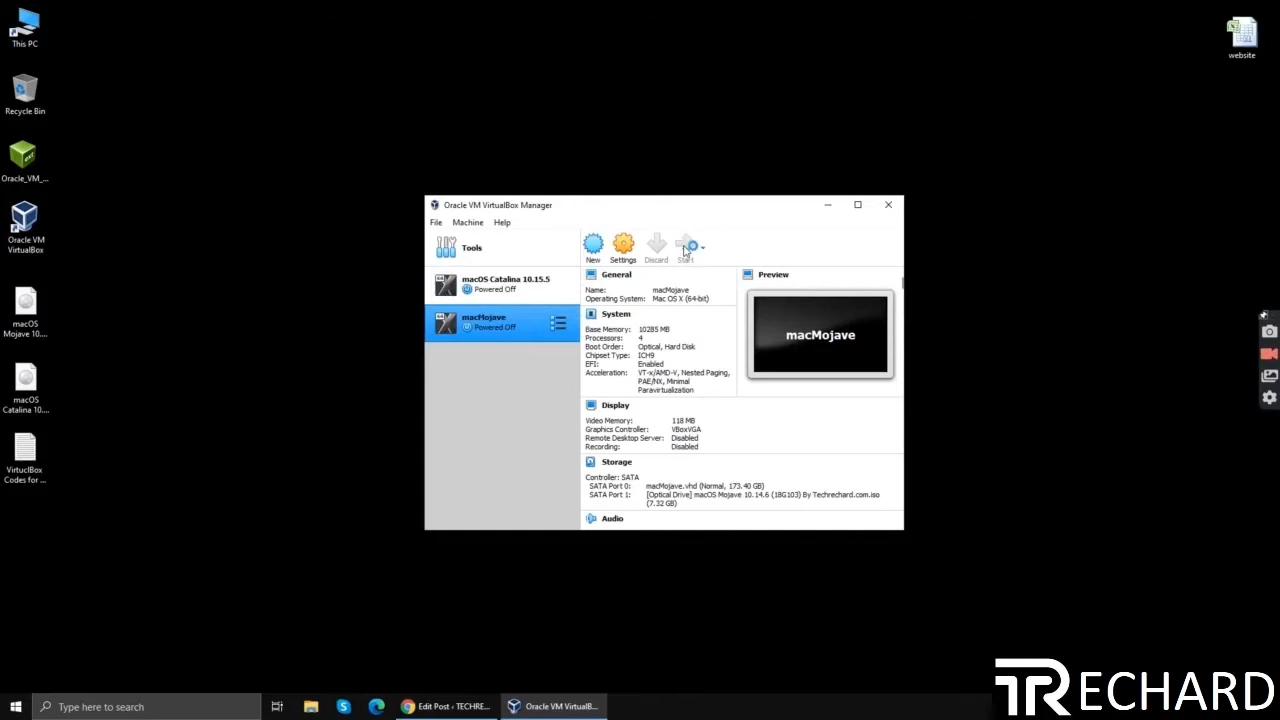 This PC
Recycle Bin
Oracle_VM_...
Oracle VM
VirtualBox
macOS
Mojave 10....
macOS
Catalina 10....
VirtuclBox
Codes for ...
website
Oracle VM VirtualBox Manager
File Machine Help
Tools
New Settings Discard Start
macOS Catalina 10.15.5
Powered Off
macMojave
Powered Off
General
Name: macMojave
Operating System: Mac OS X (64-bit)
System
Base Memory: 10285 MB
Processors: 4
Boot Order: Optical, Hard Disk
Chipset Type: ICH9
EFI: Enabled
Acceleration: VT-x/AMD-V, Nested Paging,
PAE/NX, Minimal
Paravirtualization
Preview
macMojave
Display
Video Memory: 118 MB
Graphics Controller: VBoxVGA
Remote Desktop Server: Disabled
Recording: Disabled
Storage
Controller: SATA
SATA Port 0: macMojave.vhd (Normal, 173.40 GB)
SATA Port 1: [Optical Drive] macOS Mojave 10.14.6 (18G103) By Techrechard.com.iso
(7.32 GB)
Audio
Type here to search
Edit Post ‹ TECHRE...
Oracle VM VirtualB...
TRECHARD